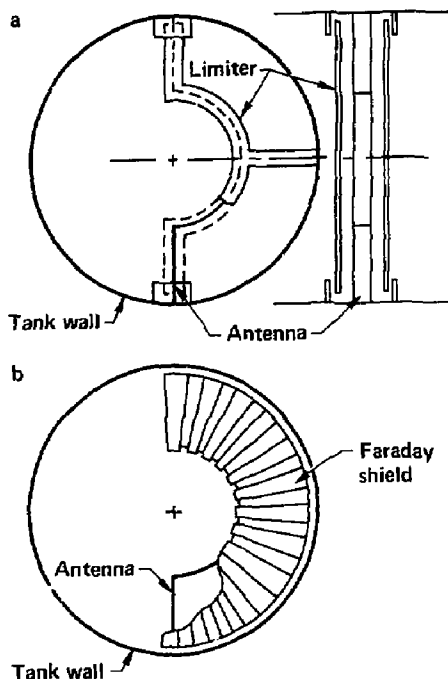 a
Limiter
Tank wall
Antenna
b
Faraday
shield
Antenna
Tank wall